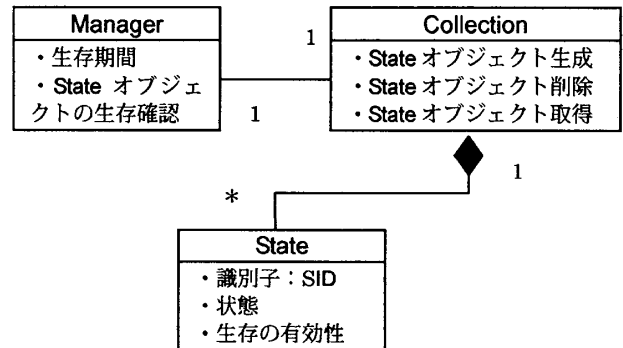 Manager
・生存期間
・State オブジェ
クトの生存確認
1
1
Collection
・State オブジェクト生成
・State オブジェクト削除
・State オブジェクト取得
1
*
State
・識別子：SID
・状態
・生存の有効性